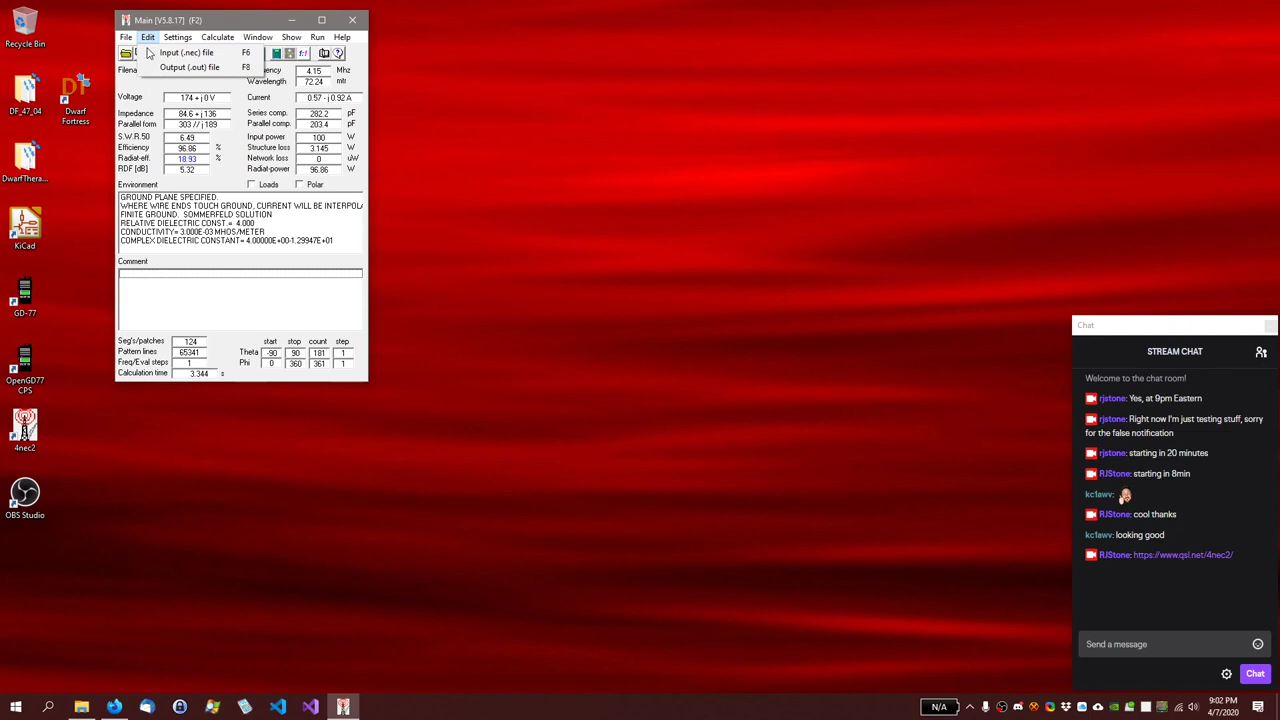 Recycle Bin
DF_47_04
Dwarf
Fortress
DwarfThera...
KiCad
GD-77
OpenGD77
CPS
4nec2
OBS Studio
Main [V5.8.17] (F2)
File Edit Settings Calculate Window Show Run Help
Input (.nec) file F6
Output (.out) file F8
4.15 Mhz
Wavelength 72.24 mtr
Voltage 174 + j 0 V Current 0.57 - j 0.92 A
Impedance 84.6 + j 136 Series comp. 282.2 pF
Parallel form 303 // j 189 Parallel comp. 203.4 pF
S.W.R.50 6.49 Input power 100 W
Efficiency 96.86 % Structure loss 3.145 W
Radiat-eff. 18.93 % Network loss 0 uW
RDF [dB] 5.32 Radiat-power 96.86 W
Environment Loads Polar
GROUND PLANE SPECIFIED.
WHERE WIRE ENDS TOUCH GROUND, CURRENT WILL BE INTERPOLA
FINITE GROUND. SOMMERFELD SOLUTION
RELATIVE DIELECTRIC CONST.= 4.000
CONDUCTIVITY= 3.000E-03 MHOS/METER
COMPLEX DIELECTRIC CONSTANT= 4.00000E+00-1.29947E+01
Comment
Seg's/patches 124 start stop count step
Pattern lines 65341 Theta -90 90 181 1
Freq/Eval steps 1 Phi 0 360 361 1
Calculation time 3.344 s
Chat
STREAM CHAT
Welcome to the chat room!
rjstone: Yes, at 9pm Eastern
rjstone: Right now I'm just testing stuff, sorry
for the false notification
rjstone: starting in 20 minutes
RJStone: starting in 8min
kc1awv:
RJStone: cool thanks
kc1awv: looking good
RJStone: https://www.qsl.net/4nec2/
Send a message
Chat
N/A
9:02 PM
4/7/2020